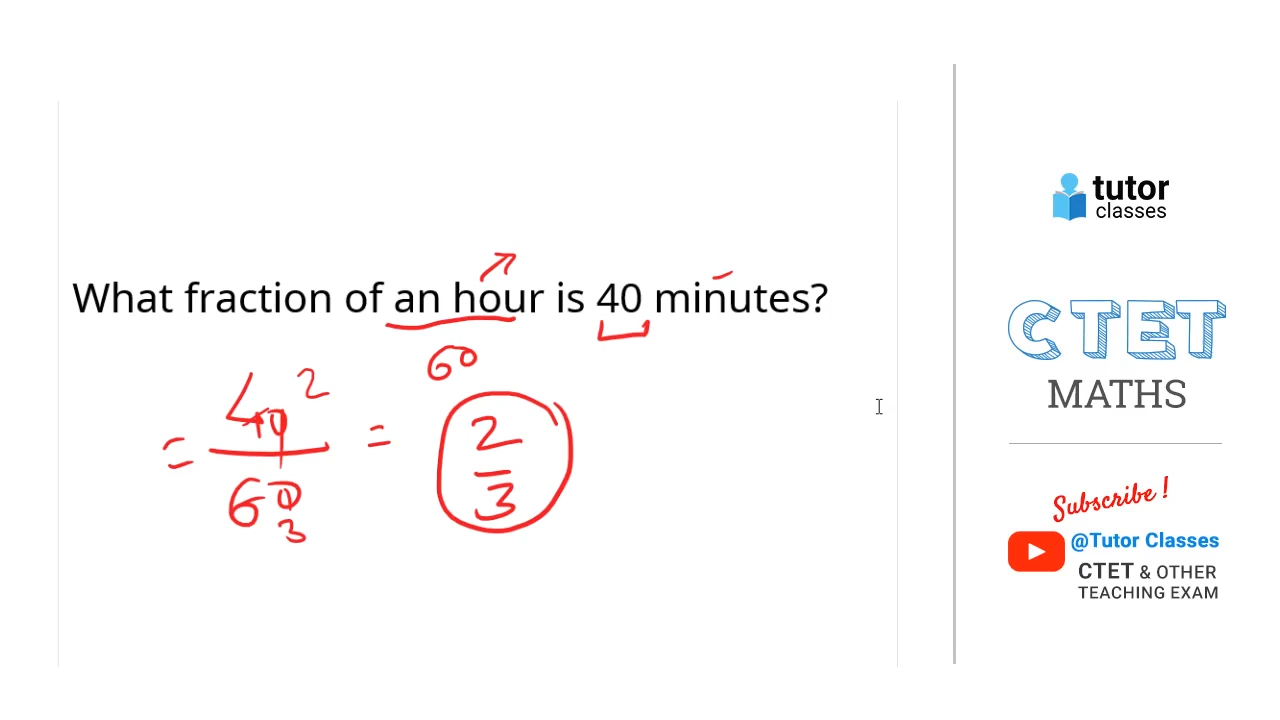 What fraction of an hour is 40 minutes?
60
= 40/60 2 3 = 2/3
tutor
classes
CTET
MATHS
Subscribe !
@Tutor Classes
CTET & OTHER
TEACHING EXAM